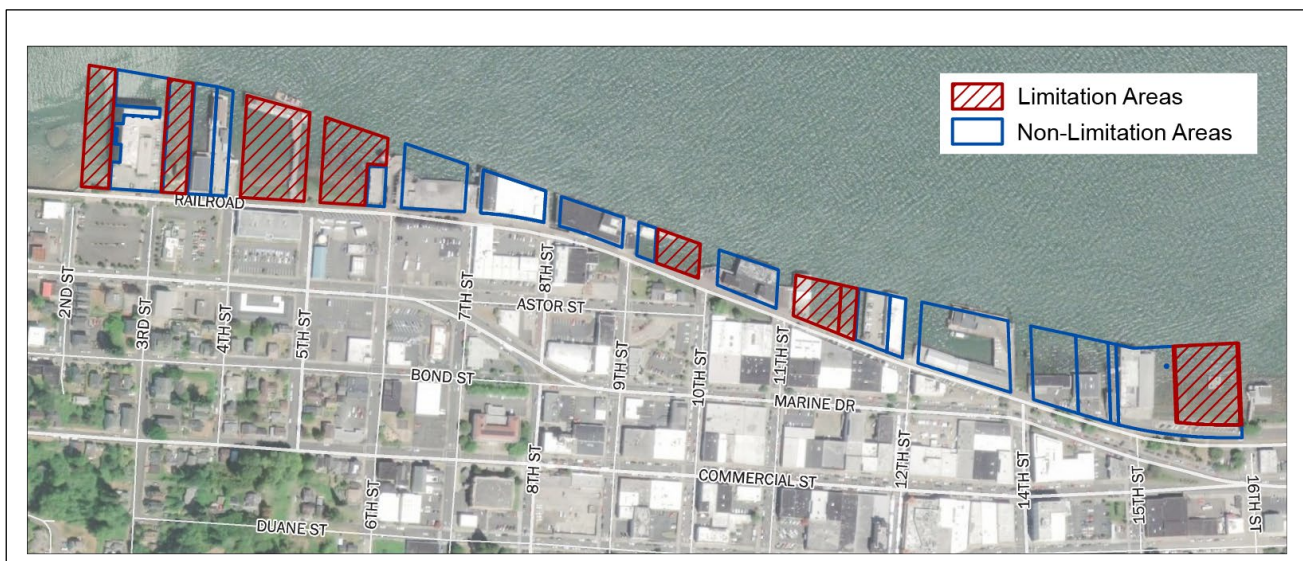 Limitation Areas
Non-Limitation Areas
RAILROAD
2ND ST
3RD ST
4TH ST
5TH ST
6TH ST
7TH ST
8TH ST
8TH ST
9TH ST
10TH ST
11TH ST
12TH ST
14TH ST
15TH ST
16TH ST
ASTOR ST
BOND ST
MARINE DR
COMMERCIAL ST
DUANE ST